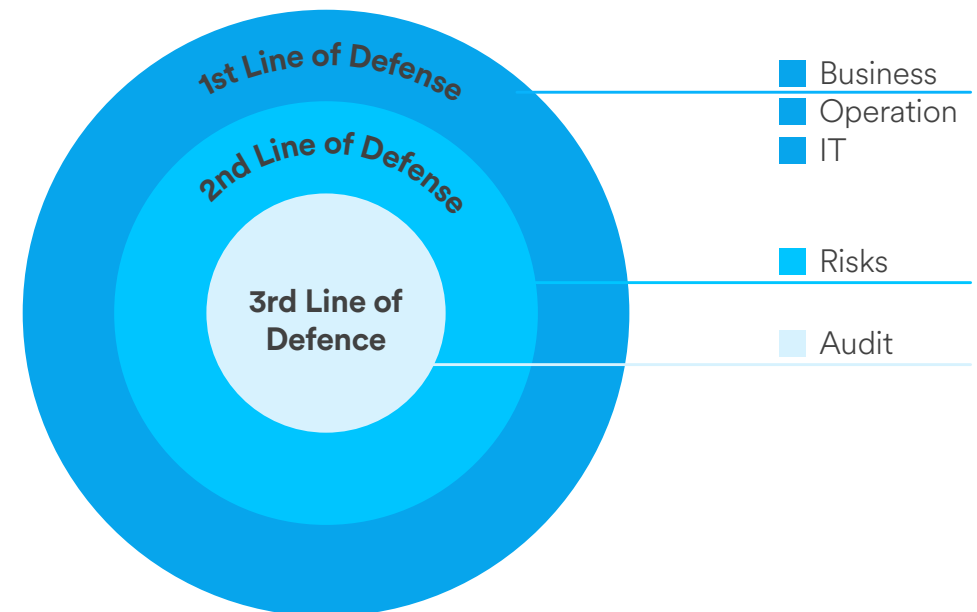 1st Line of Defense
2nd Line of Defense
3rd Line of
Defence
Business
Operation
IT
Risks
Audit